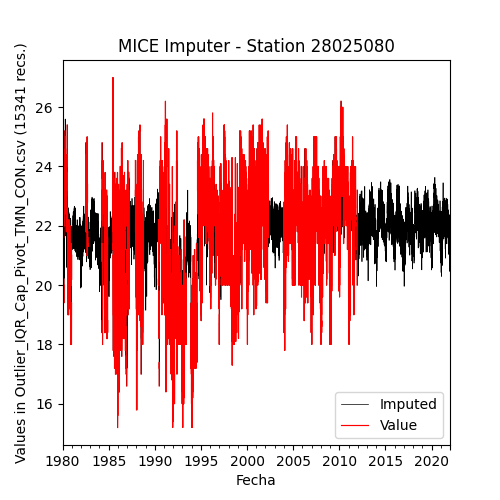 MICE Imputer - Station 28025080
Values in Outlier_IQR_Cap_Pivot_TMN_CON.csv (15341 recs.)
26
24
22
20
18
16
Imputed
Value
1980 1985 1990 1995 2000 2005 2010 2015 2020
Fecha